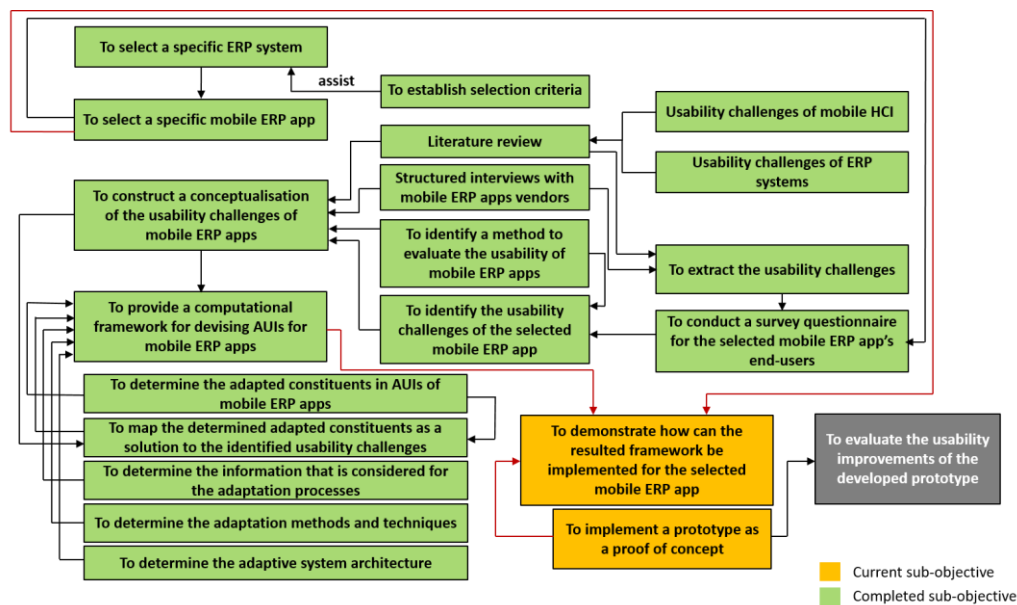 To select a specific ERP system
assist
To establish selection criteria
To select a specific mobile ERP app
Usability challenges of mobile HCI
Literature review
Usability challenges of ERP
systems
Structured interviews with
mobile ERP apps vendors
To construct a conceptualisation
of the usability challenges of
mobile ERP apps
To identify a method to
evaluate the usability of
mobile ERP apps
To extract the usability challenges
To provide a computational
framework for devising AUIs for
mobile ERP apps
To identify the usability
challenges of the selected
mobile ERP app
To conduct a survey questionnaire
for the selected mobile ERP app's
end-users
To determine the adapted constituents in AUIs of
mobile ERP apps
To map the determined adapted constituents as a
solution to the identified usability challenges
To determine the information that is considered for
the adaptation processes
To determine the adaptation methods and techniques
To determine the adaptive system architecture
To demonstrate how can the
resulted framework be
implemented for the selected
mobile ERP app
To implement a prototype as
a proof of concept
To evaluate the usability
improvements of the
developed prototype
Current sub-objective
Completed sub-objective